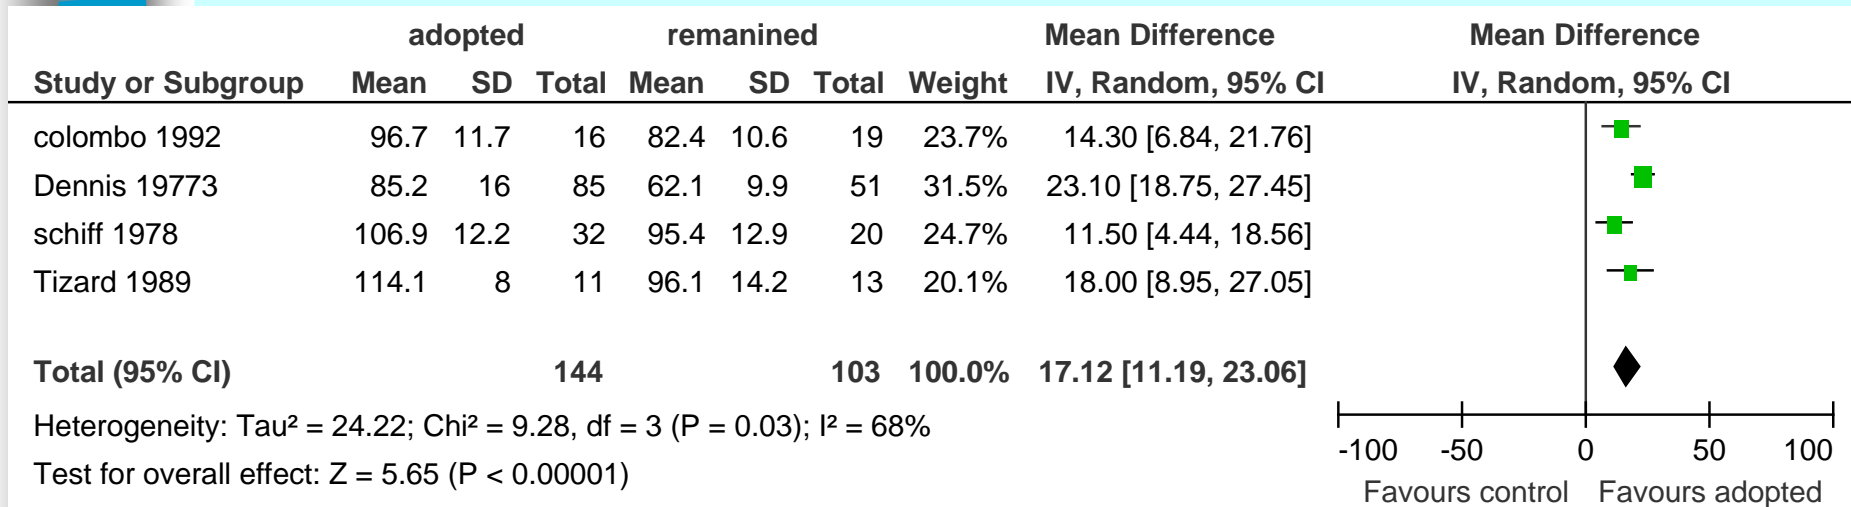 adopted remanined Mean Difference Mean Difference
Study or Subgroup Mean SD Total Mean SD Total Weight IV, Random, 95% CI IV, Random, 95% CI
colombo 1992 96.7 11.7 16 82.4 10.6 19 23.7% 14.30 [6.84, 21.76]
Dennis 19773 85.2 16 85 62.1 9.9 51 31.5% 23.10 [18.75, 27.45]
schiff 1978 106.9 12.2 32 95.4 12.9 20 24.7% 11.50 [4.44, 18.56]
Tizard 1989 114.1 8 11 96.1 14.2 13 20.1% 18.00 [8.95, 27.05]
Total (95% CI) 144 103 100.0% 17.12 [11.19, 23.06]
Heterogeneity: Tau² = 24.22; Chi² = 9.28, df = 3 (P = 0.03); I² = 68%
Test for overall effect: Z = 5.65 (P < 0.00001)
-100 -50 0 50 100
Favours control Favours adopted